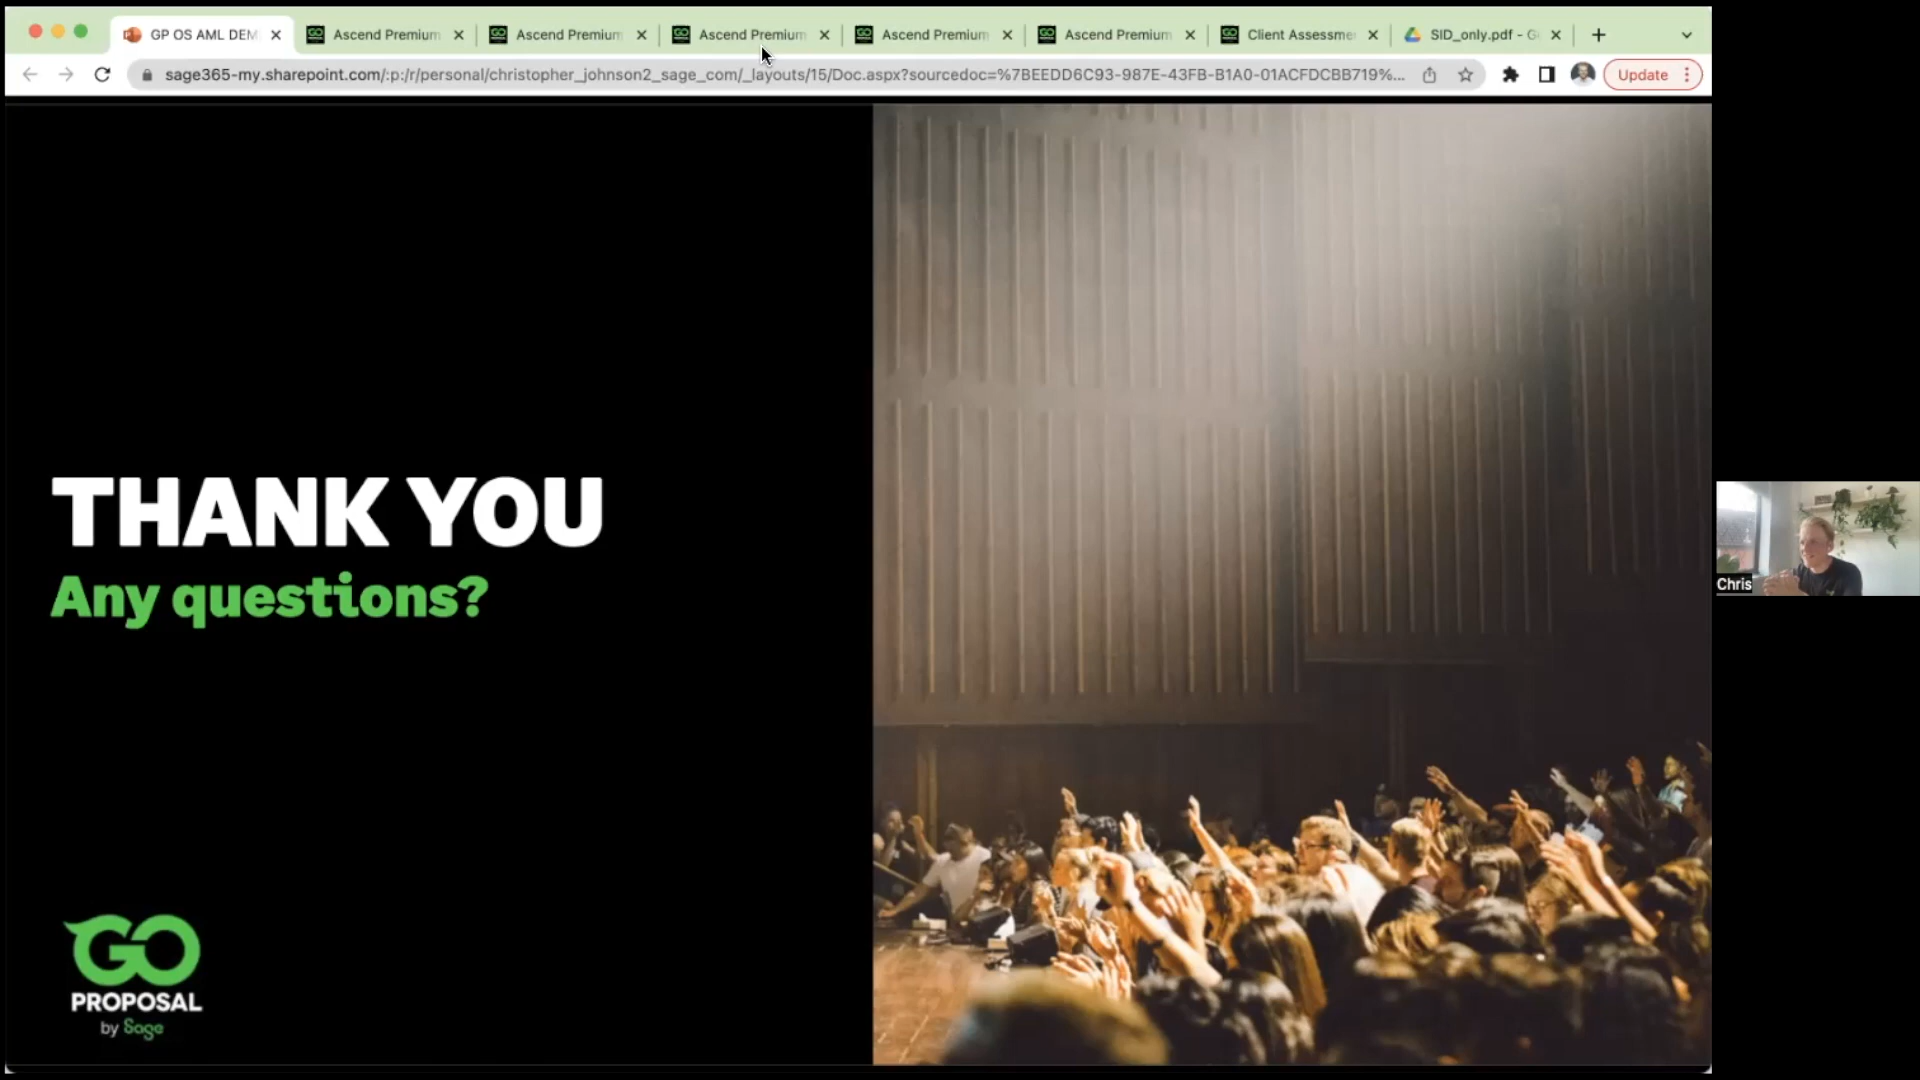 GP OS AML DEM
Ascend Premium
Ascend Premium
Ascend Premium
Ascend Premium
Ascend Premium
Client Assessme
SID_only.pdf - G
sage365-my.sharepoint.com/:p:/r/personal/christopher_johnson2_sage_com/_layouts/15/Doc.aspx?sourcedoc=%7BEEDD6C93-987E-43FB-B1A0-01ACFDCBB719%...
Update
THANK YOU
Any questions?
Chris
GO
PROPOSAL
by Sage